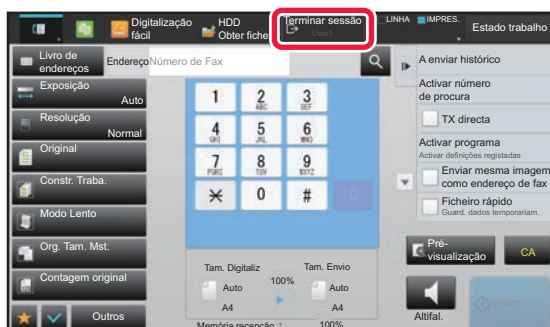 Digitalização fácil
HDD
Obter fiche
Terminar sessão
User1
LINHA
IMPRES.
Estado trabalho
Livro de endereços
Endereço
Número de Fax
A enviar histórico
Exposição
Auto
Activar número de procura
TX directa
Resolução
Normal
Original
Activar programa
Activar definições registadas
Enviar mesma imagem como endereço de fax
Ficheiro rápido
Guard. dados temporariam.
Constr. Traba.
Modo Lento
Org. Tam. Mst.
Contagem original
Outros
1
2 ABC
3 DEF
4 GHI
5 JKL
6 MNO
7 PQRS
8 TUV
9 WXYZ
0
#
C
Tam. Digitaliz
Auto
A4
100%
Tam. Envio
Auto
A4
Memória recepção
100%
Pré-visualização
CA
Altifal.
Iniciar